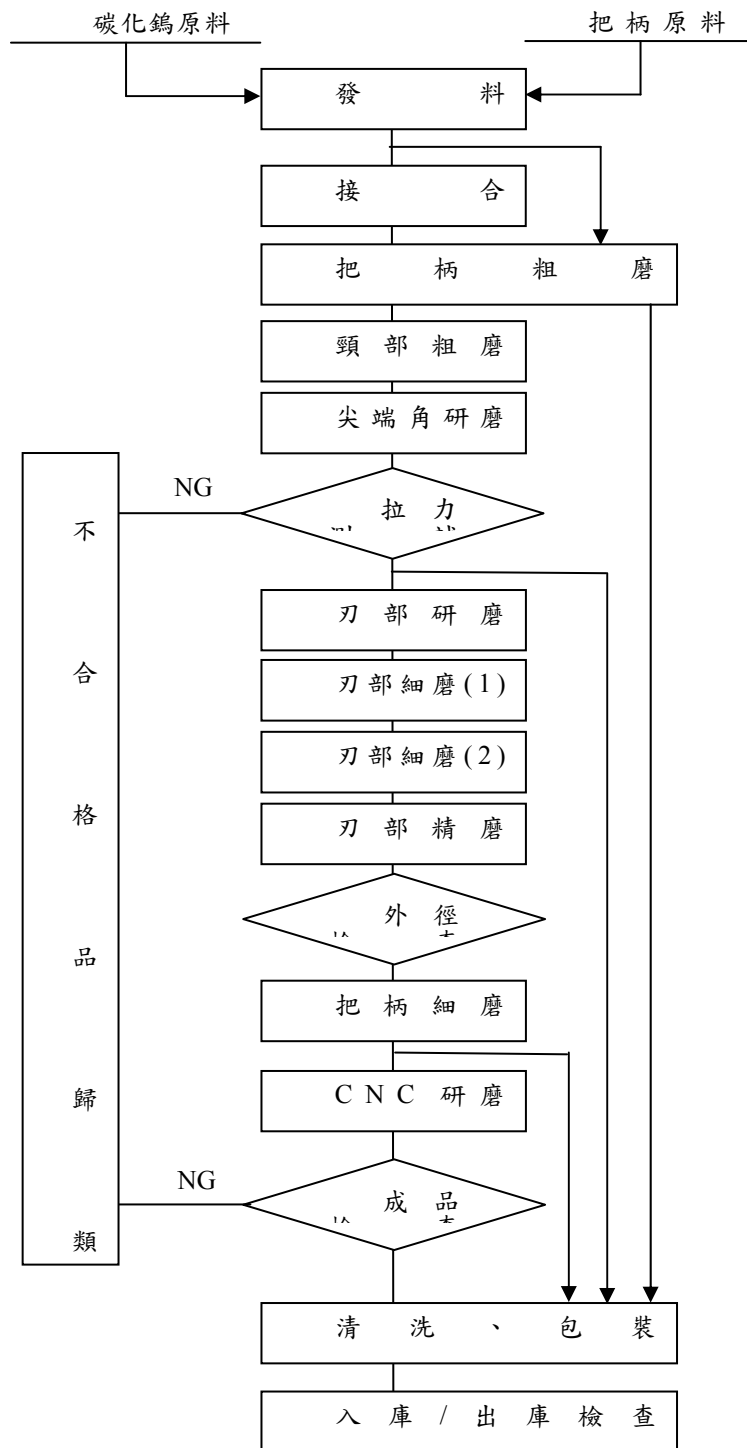 碳化鎢原料
把柄原料
發料
接合
把柄粗磨
頸部粗磨
尖端角研磨
NG
拉力
不合格品歸類
刃部研磨
刃部細磨(1)
刃部細磨(2)
刃部精磨
外徑
把柄細磨
CNC研磨
NG
成品
清洗、包裝
入庫/出庫檢查